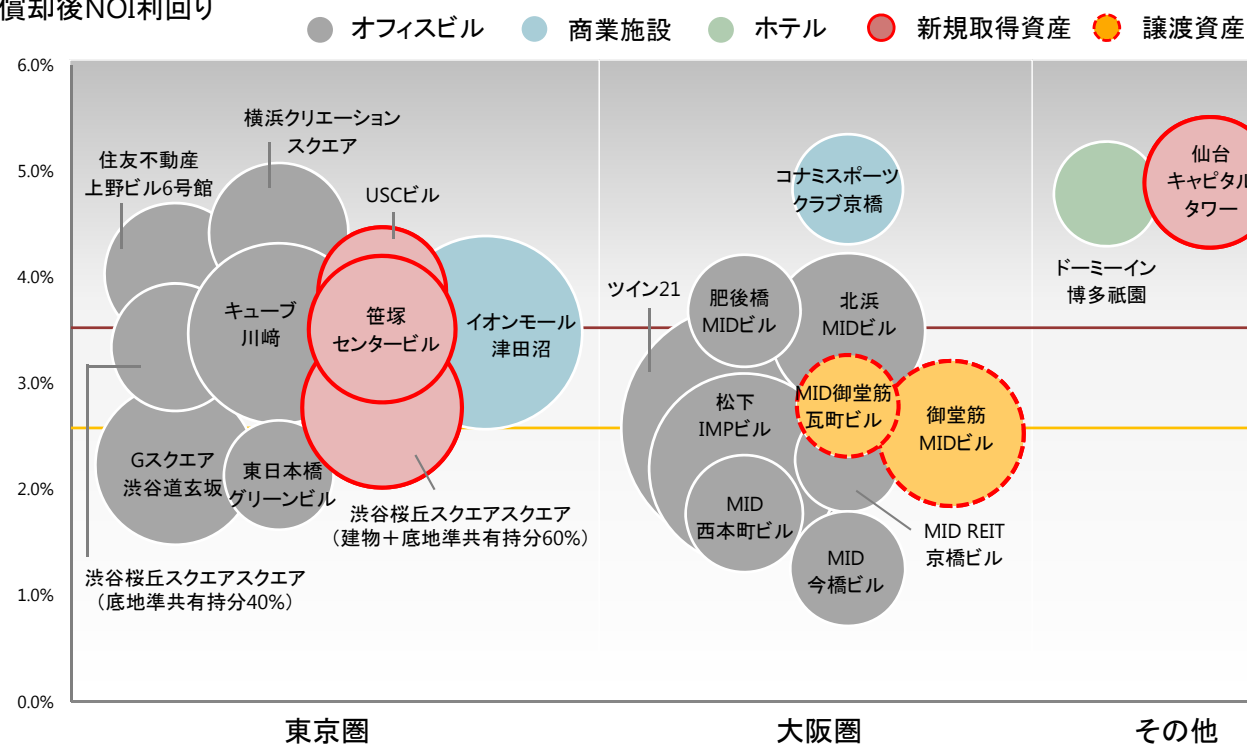 償却後NOI利回り
オフィスビル
商業施設
ホテル
新規取得資産
譲渡資産
6.0%
5.0%
4.0%
3.0%
2.0%
1.0%
0.0%
住友不動産
上野ビル6号館
横浜クリエーション
スクエア
USCビル
キューブ
川﨑
笹塚
センタービル
イオンモール
津田沼
Gスクエア
渋谷道玄坂
東日本橋
グリーンビル
渋谷桜丘スクエアスクエア
（建物＋底地準共有持分60%）
渋谷桜丘スクエアスクエア
（底地準共有持分40%）
コナミスポーツ
クラブ京橋
ツイン21
肥後橋
MIDビル
北浜
MIDビル
松下
IMPビル
MID御堂筋
瓦町ビル
御堂筋
MIDビル
MID
西本町ビル
MID REIT
京橋ビル
MID
今橋ビル
ドーミーイン
博多祇園
仙台
キャピタル
タワー
東京圏
大阪圏
その他